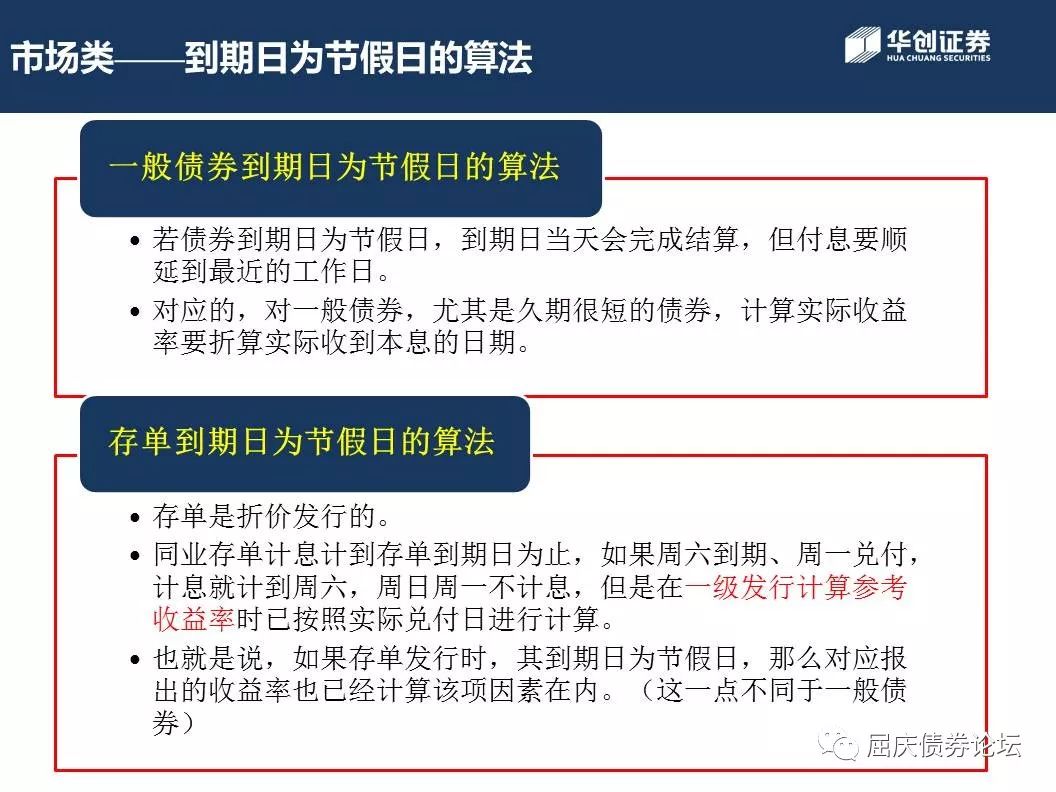 市场类——到期日为节假日的算法
华创证券
HUA CHUANG SECURITIES
一般债券到期日为节假日的算法
• 若债券到期日为节假日，到期日当天会完成结算，但付息要顺
延到最近的工作日。
• 对应的，对一般债券，尤其是久期很短的债券，计算实际收益
率要折算实际收到本息的日期。
存单到期日为节假日的算法
• 存单是折价发行的。
• 同业存单计息计到存单到期日为止，如果周六到期、周一兑付，
计息就计到周六，周日周一不计息，但是在一级发行计算参考
收益率时已按照实际兑付日进行计算。
• 也就是说，如果存单发行时，其到期日为节假日，那么对应报
出的收益率也已经计算该项因素在内。（这一点不同于一般债
券）
屈庆债券论坛